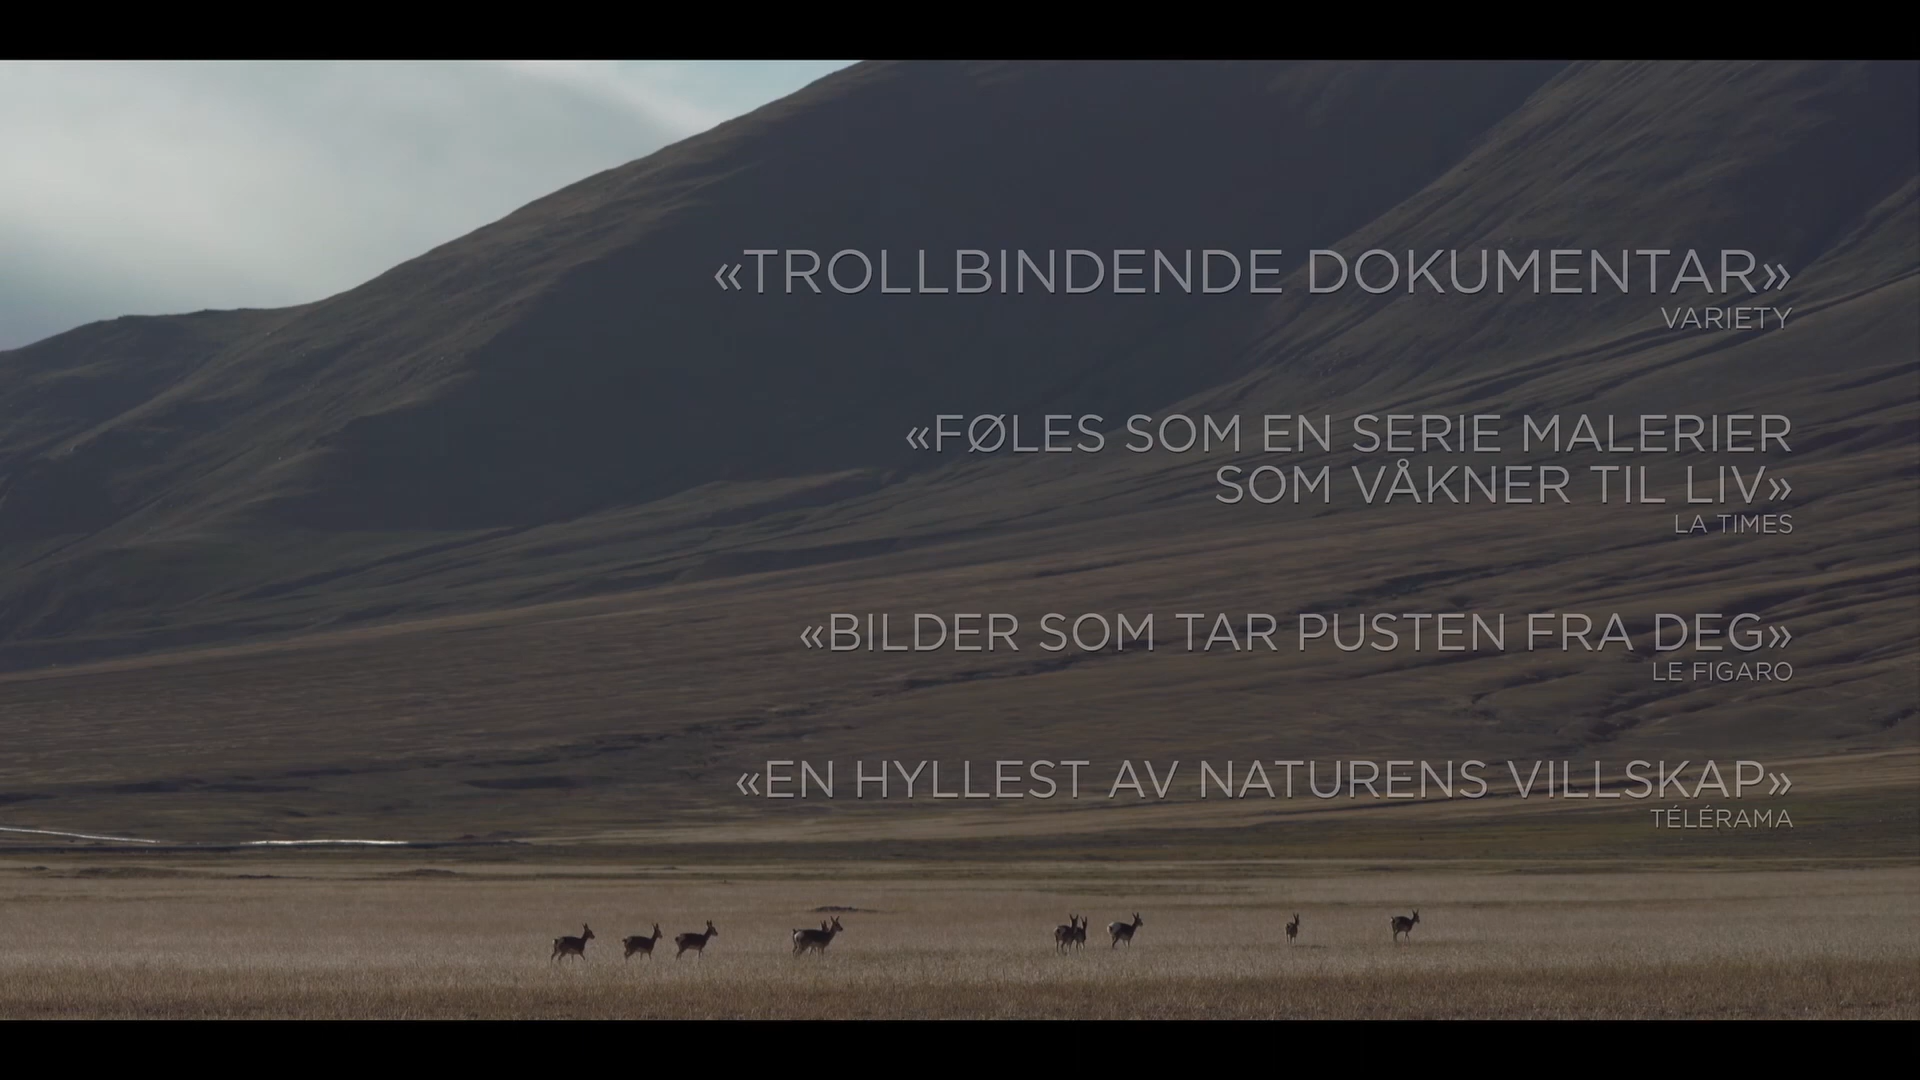 «TROLLBINDENDE DOKUMENTAR»
VARIETY
«FØLES SOM EN SERIE MALERIER
SOM VÅKNER TIL LIV»
LA TIMES
«BILDER SOM TAR PUSTEN FRA DEG»
LE FIGARO
«EN HYLLEST AV NATURENS VILLSKAP»
TÉLÉRAMA